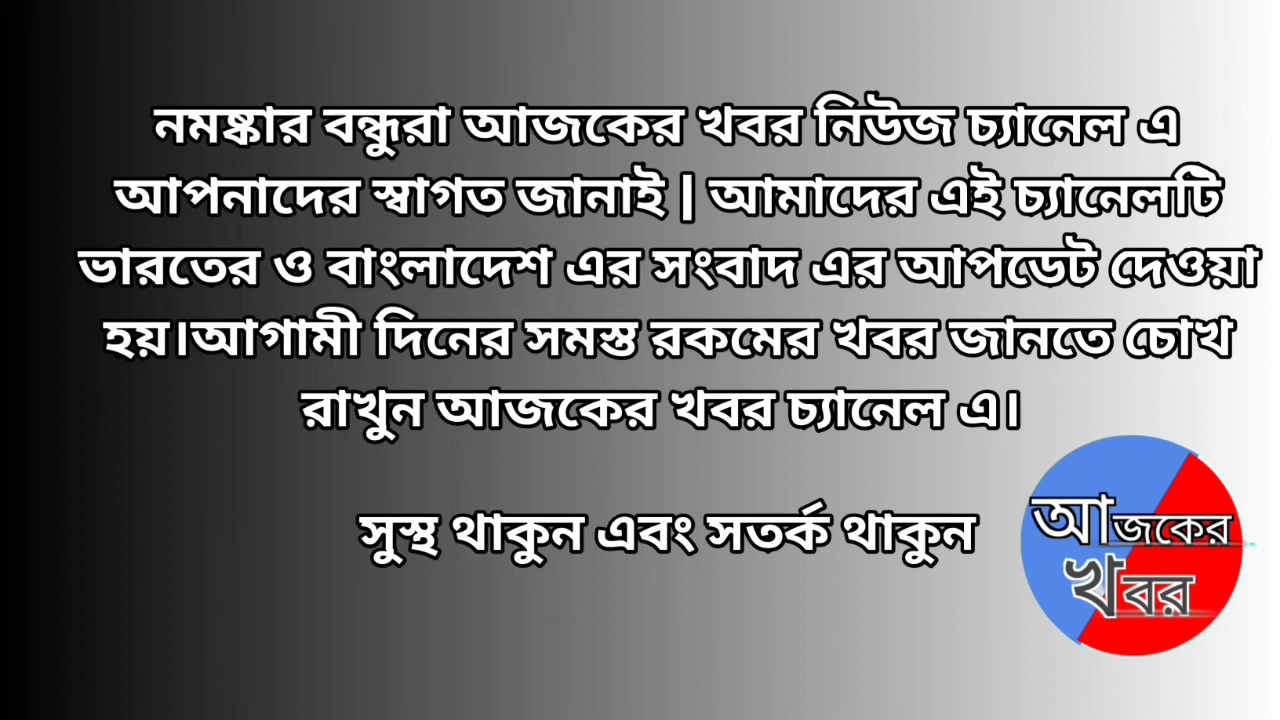 নমষ্কার বন্ধুরা আজকের খবর নিউজ চ্যানেল এ
আপনাদের স্বাগত জানাই | আমাদের এই চ্যানেলটি
ভারতের ও বাংলাদেশ এর সংবাদ এর আপডেট দেওয়া
হয়।আগামী দিনের সমস্ত রকমের খবর জানতে চোখ
রাখুন আজকের খবর চ্যানেল এ।
সুস্থ থাকুন এবং সতর্ক থাকুন
আজকের
খবর